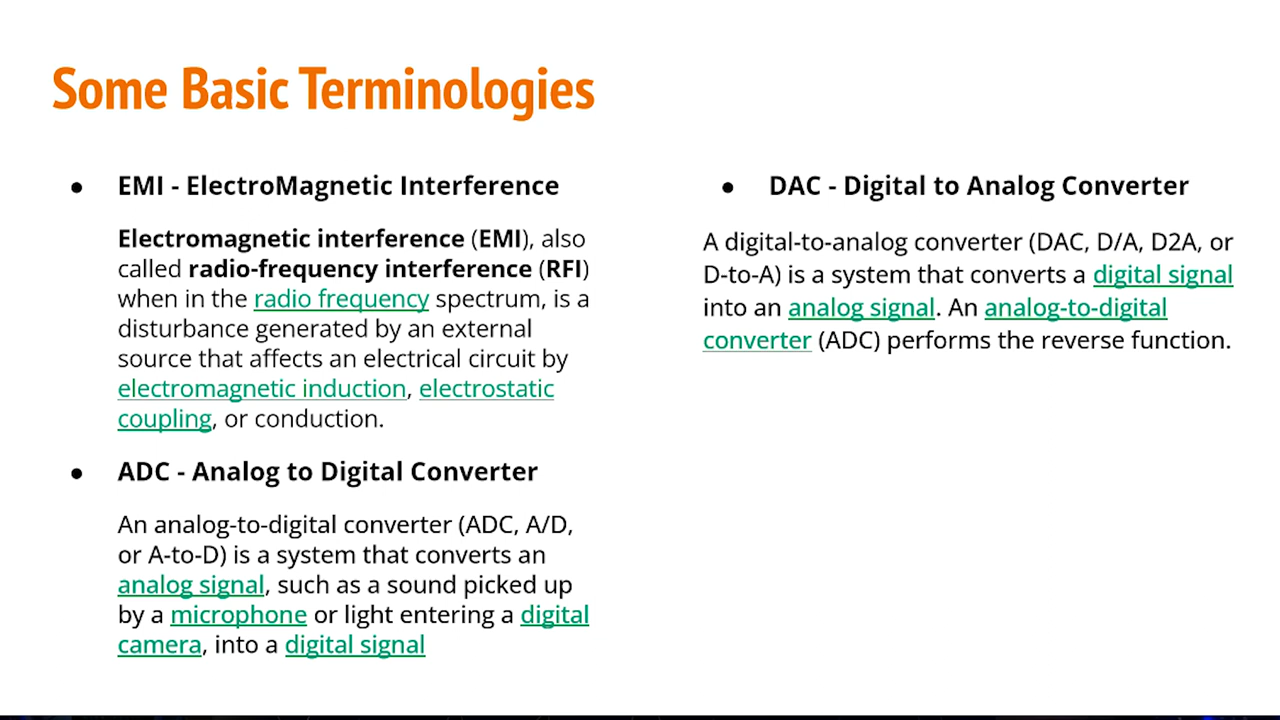 Some Basic Terminologies
● EMI - ElectroMagnetic Interference
Electromagnetic interference (EMI), also
called radio-frequency interference (RFI)
when in the radio frequency spectrum, is a
disturbance generated by an external
source that affects an electrical circuit by
electromagnetic induction, electrostatic
coupling, or conduction.
● ADC - Analog to Digital Converter
An analog-to-digital converter (ADC, A/D,
or A-to-D) is a system that converts an
analog signal, such as a sound picked up
by a microphone or light entering a digital
camera, into a digital signal
● DAC - Digital to Analog Converter
A digital-to-analog converter (DAC, D/A, D2A, or
D-to-A) is a system that converts a digital signal
into an analog signal. An analog-to-digital
converter (ADC) performs the reverse function.